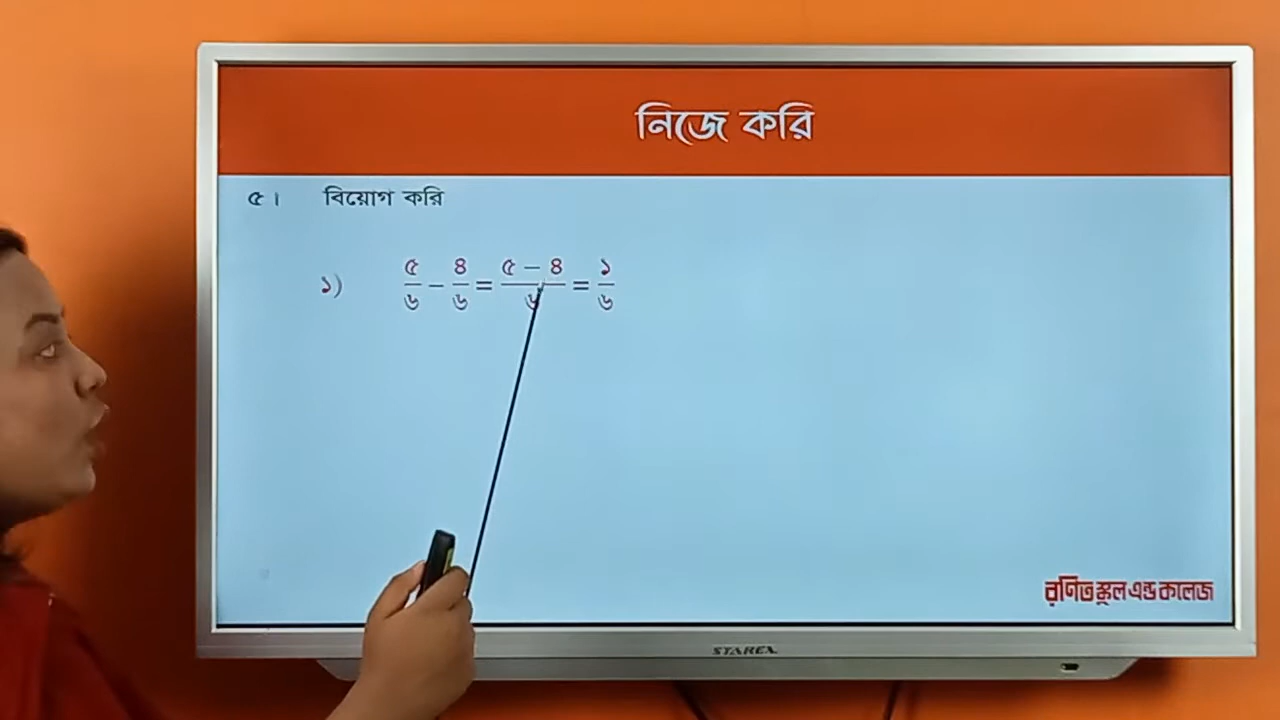 নিজে করি
৫। বিয়োগ করি
১) ৫/৬ − ৪/৬ = (৫ − ৪)/৬ = ১/৬
রণিত স্কুল এন্ড কলেজ
STAREX